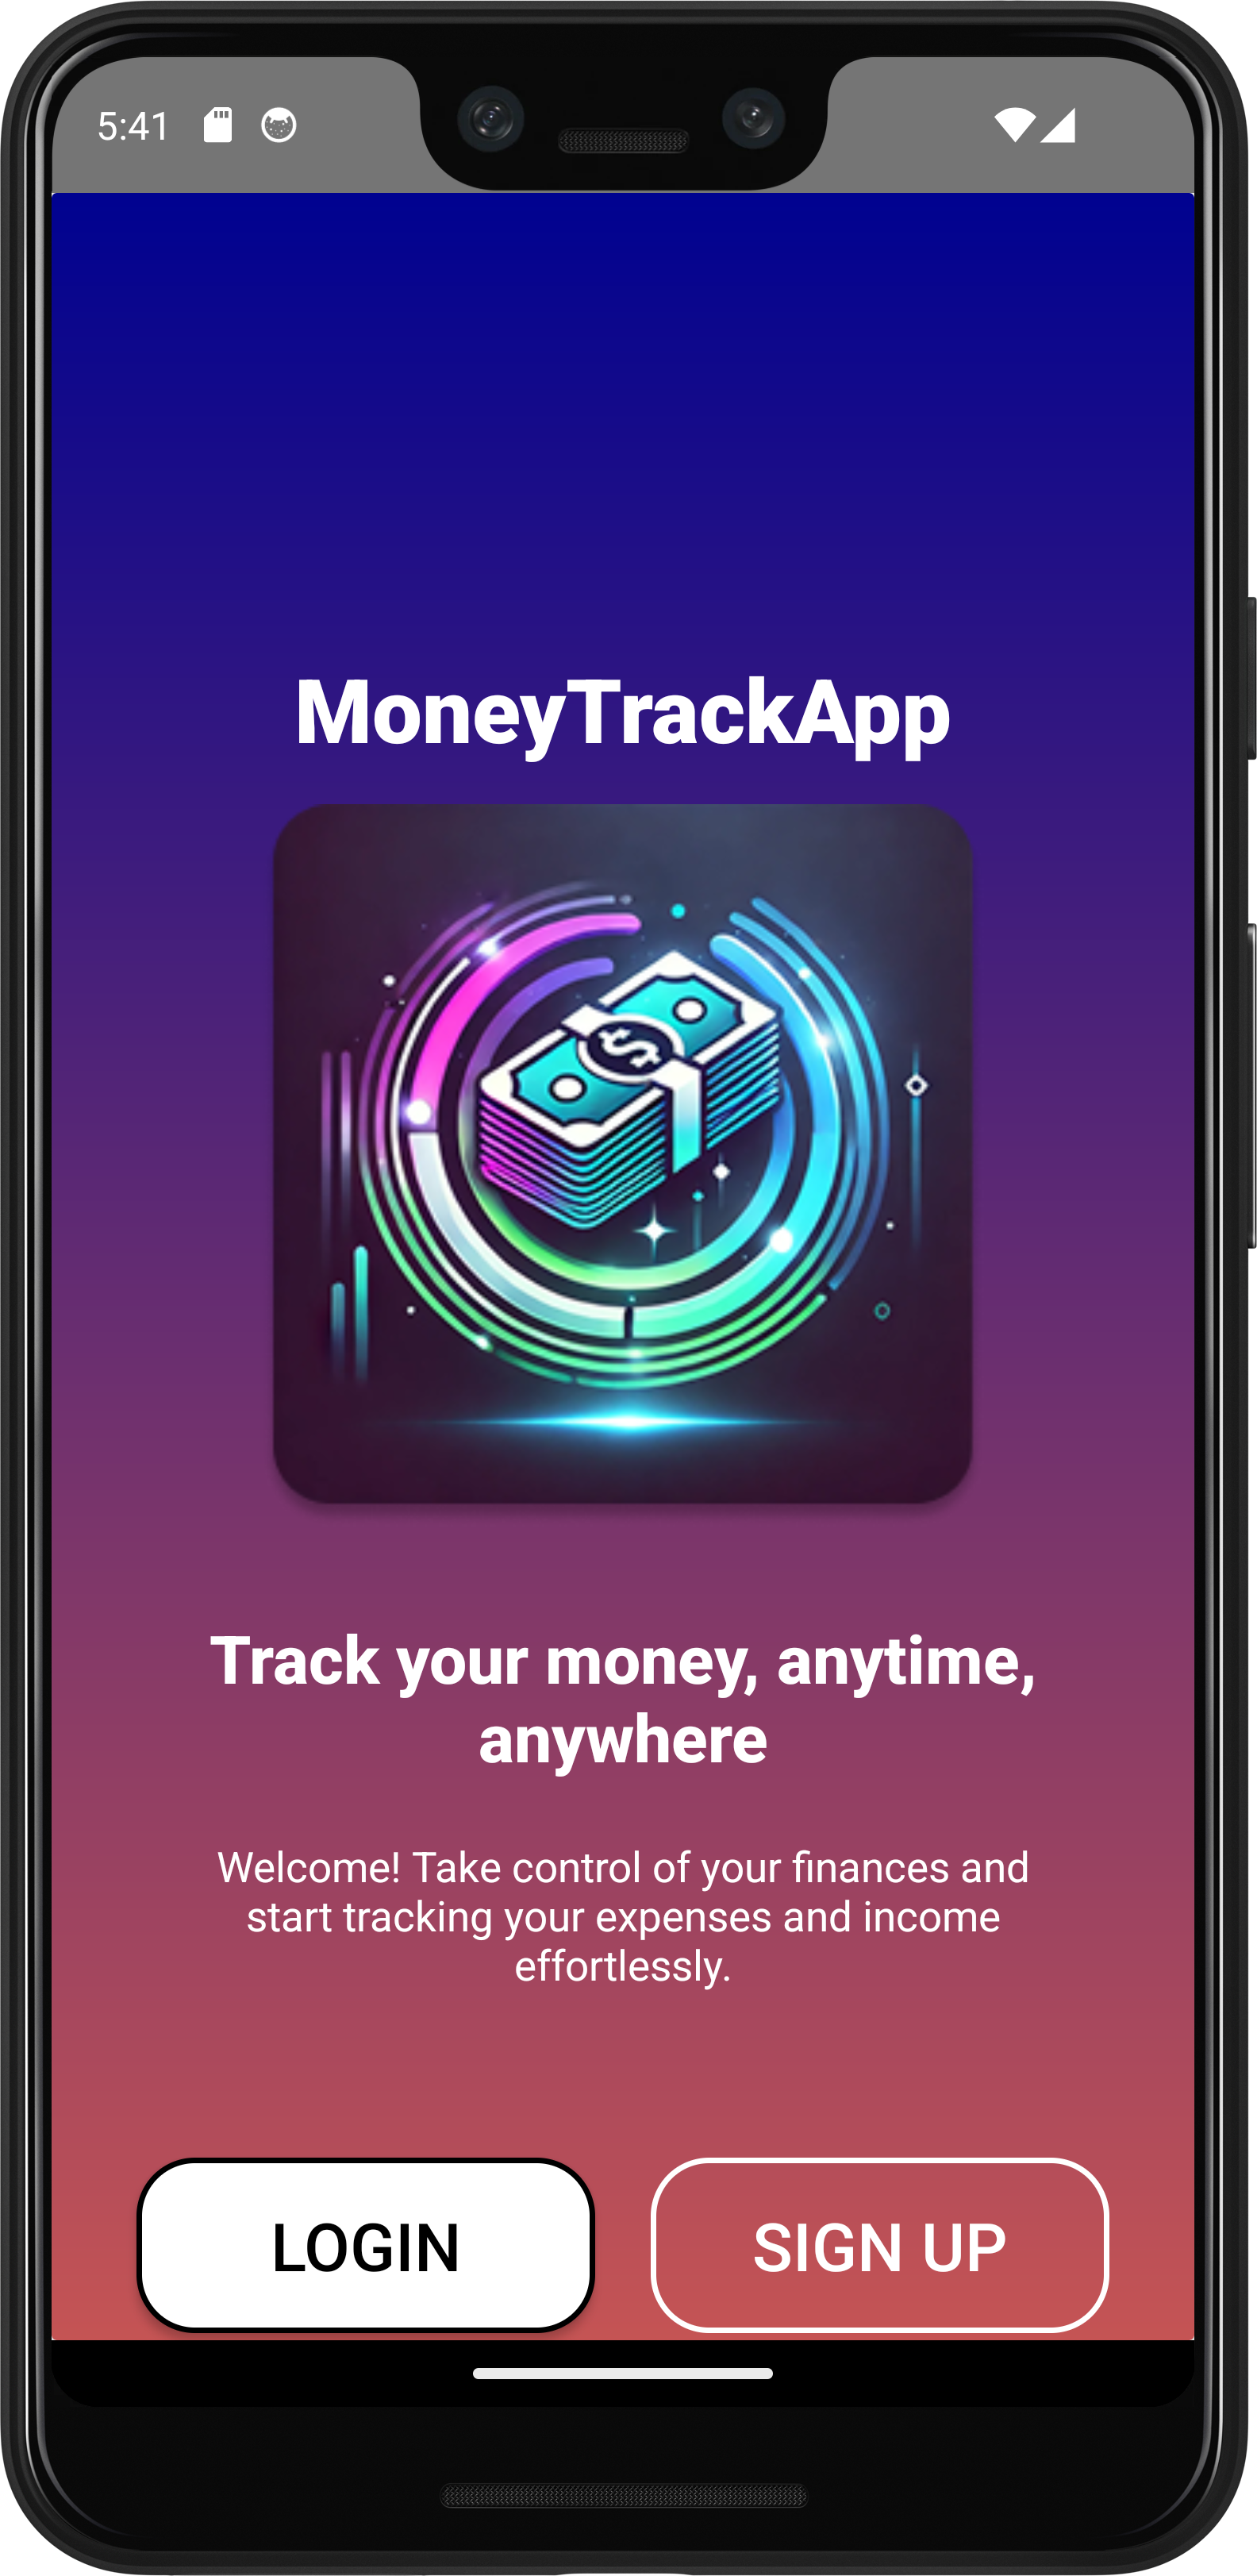 5:41
MoneyTrackApp
$
Track your money, anytime,
anywhere
Welcome! Take control of your finances and
start tracking your expenses and income
effortlessly.
LOGIN
SIGN UP